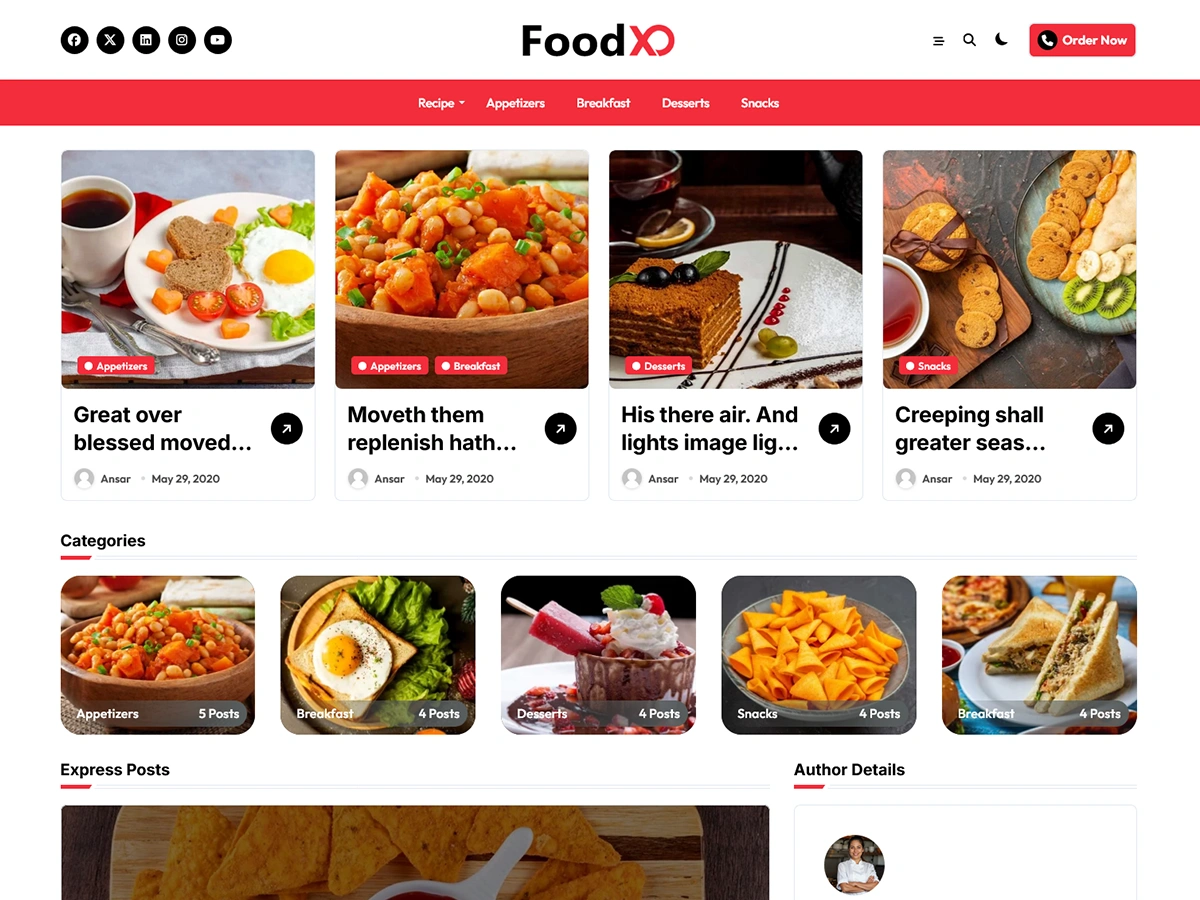 FoodXO
Order Now
Recipe Appetizers Breakfast Desserts Snacks
Appetizers
Great over
blessed moved...
Ansar May 29, 2020
Appetizers Breakfast
Moveth them
replenish hath...
Ansar May 29, 2020
Desserts
His there air. And
lights image lig...
Ansar May 29, 2020
Snacks
Creeping shall
greater seas...
Ansar May 29, 2020
Categories
Appetizers 5 Posts
Breakfast 4 Posts
Desserts 4 Posts
Snacks 4 Posts
Breakfast 4 Posts
Express Posts
Author Details